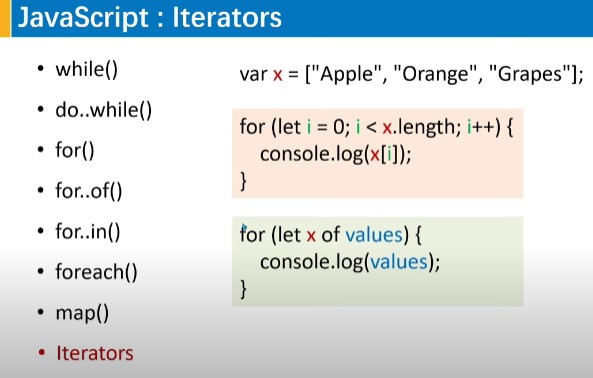 JavaScript : Iterators
• while()
• do..while()
• for()
• for..of()
• for..in()
• foreach()
• map()
• Iterators
var x = ["Apple", "Orange", "Grapes"];
for (let i = 0; i < x.length; i++) {
console.log(x[i]);
}
for (let x of values) {
console.log(values);
}